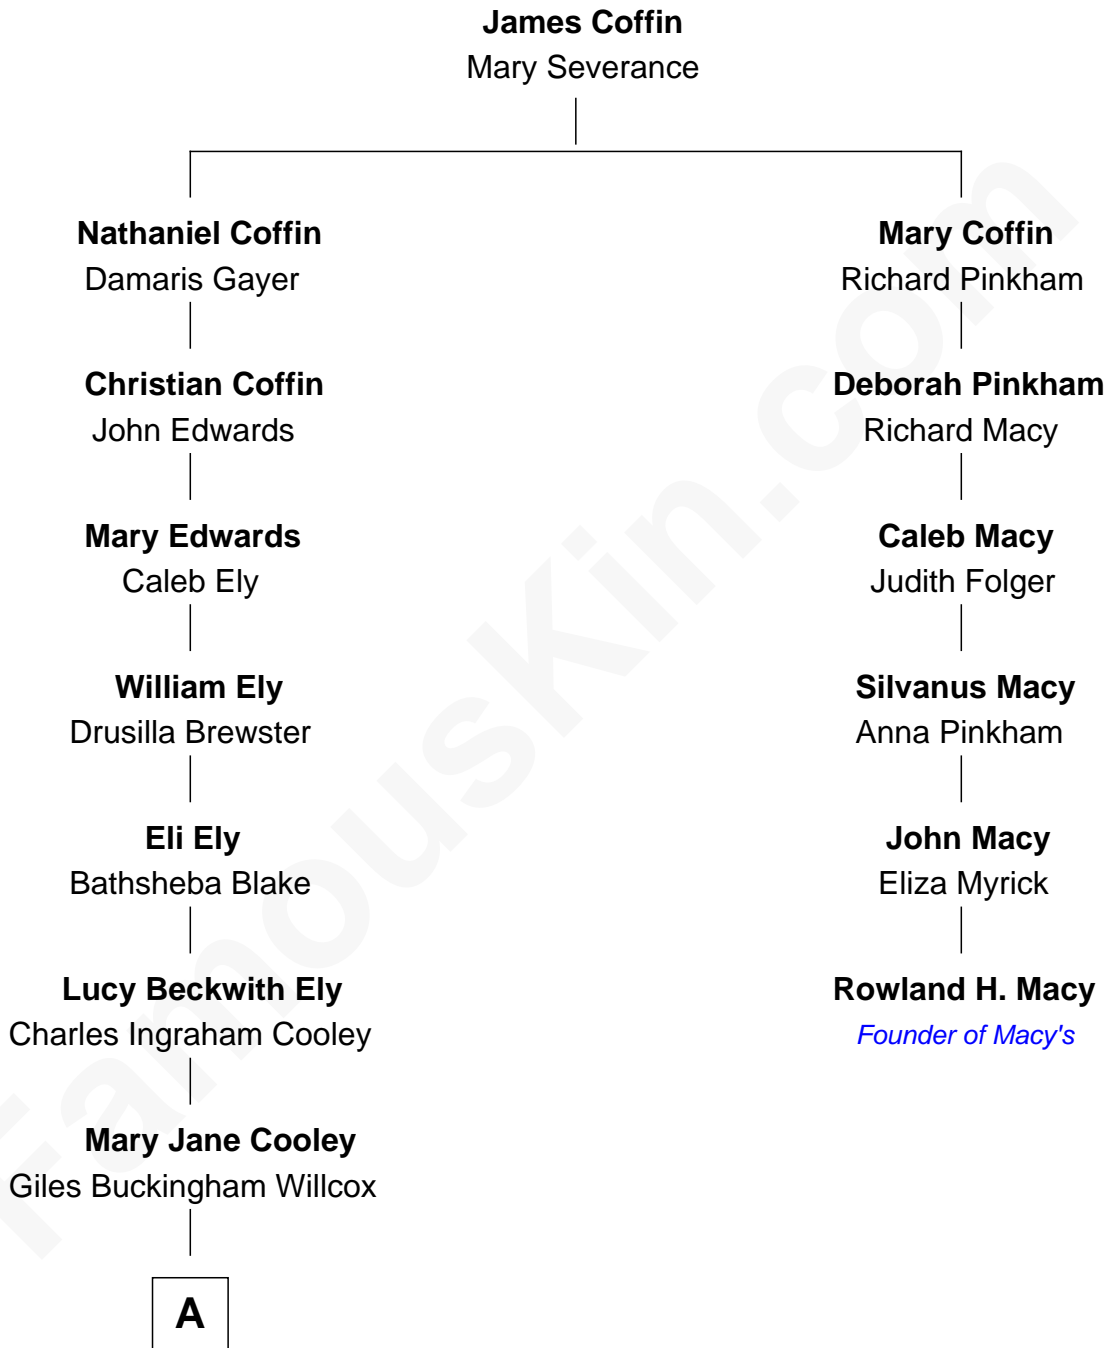 James Coffin
Mary Severance
Nathaniel Coffin
Damaris Gayer
Christian Coffin
John Edwards
Mary Edwards
Caleb Ely
William Ely
Drusilla Brewster
Eli Ely
Bathsheba Blake
Lucy Beckwith Ely
Charles Ingraham Cooley
Mary Jane Cooley
Giles Buckingham Willcox
A
Mary Coffin
Richard Pinkham
Deborah Pinkham
Richard Macy
Caleb Macy
Judith Folger
Silvanus Macy
Anna Pinkham
John Macy
Eliza Myrick
Rowland H. Macy
Founder of Macy's
FamousKin.com